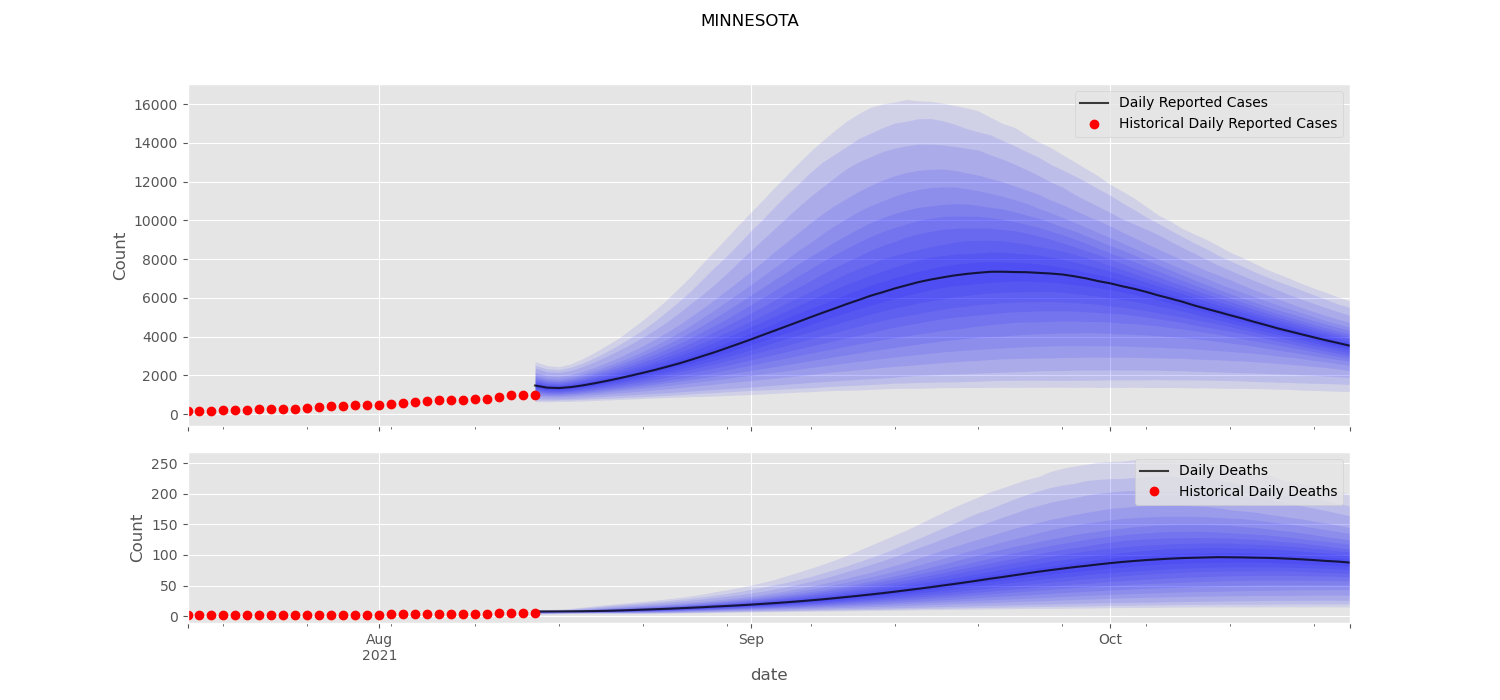 MINNESOTA
Daily Reported Cases
Historical Daily Reported Cases
Count
16000
14000
12000
10000
8000
6000
4000
2000
0
Daily Deaths
Historical Daily Deaths
Count
250
200
150
100
50
0
Aug Sep Oct
2021
date